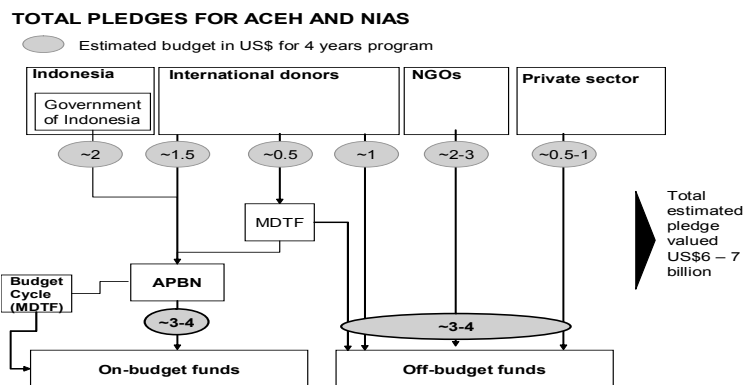 TOTAL PLEDGES FOR ACEH AND NIAS
Estimated budget in US$ for 4 years program
Indonesia
Government
of Indonesia
International donors
NGOs
Private sector
~2
~1.5
~0.5
~1
~2-3
~0.5-1
MDTF
Total
estimated
pledge
valued
US$6 – 7
billion
Budget
Cycle
(MDTF)
APBN
~3-4
~3-4
On-budget funds
Off-budget funds